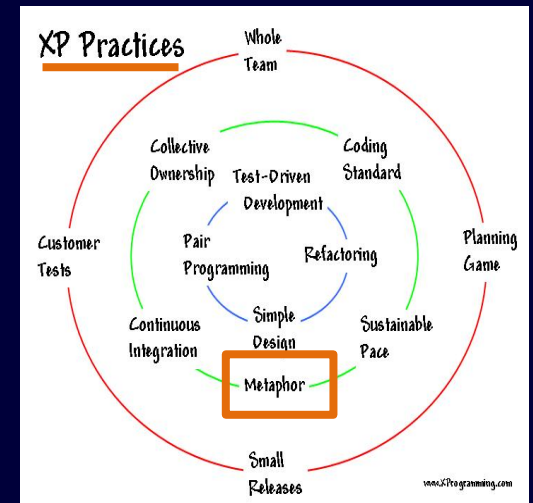 XP Practices
Whole
Team
Collective
Ownership
Coding
Standard
Test-Driven
Development
Customer
Tests
Pair
Programming
Refactoring
Planning
Game
Continuous
Integration
Simple
Design
Sustainable
Pace
Metaphor
Small
Releases
www.XProgramming.com